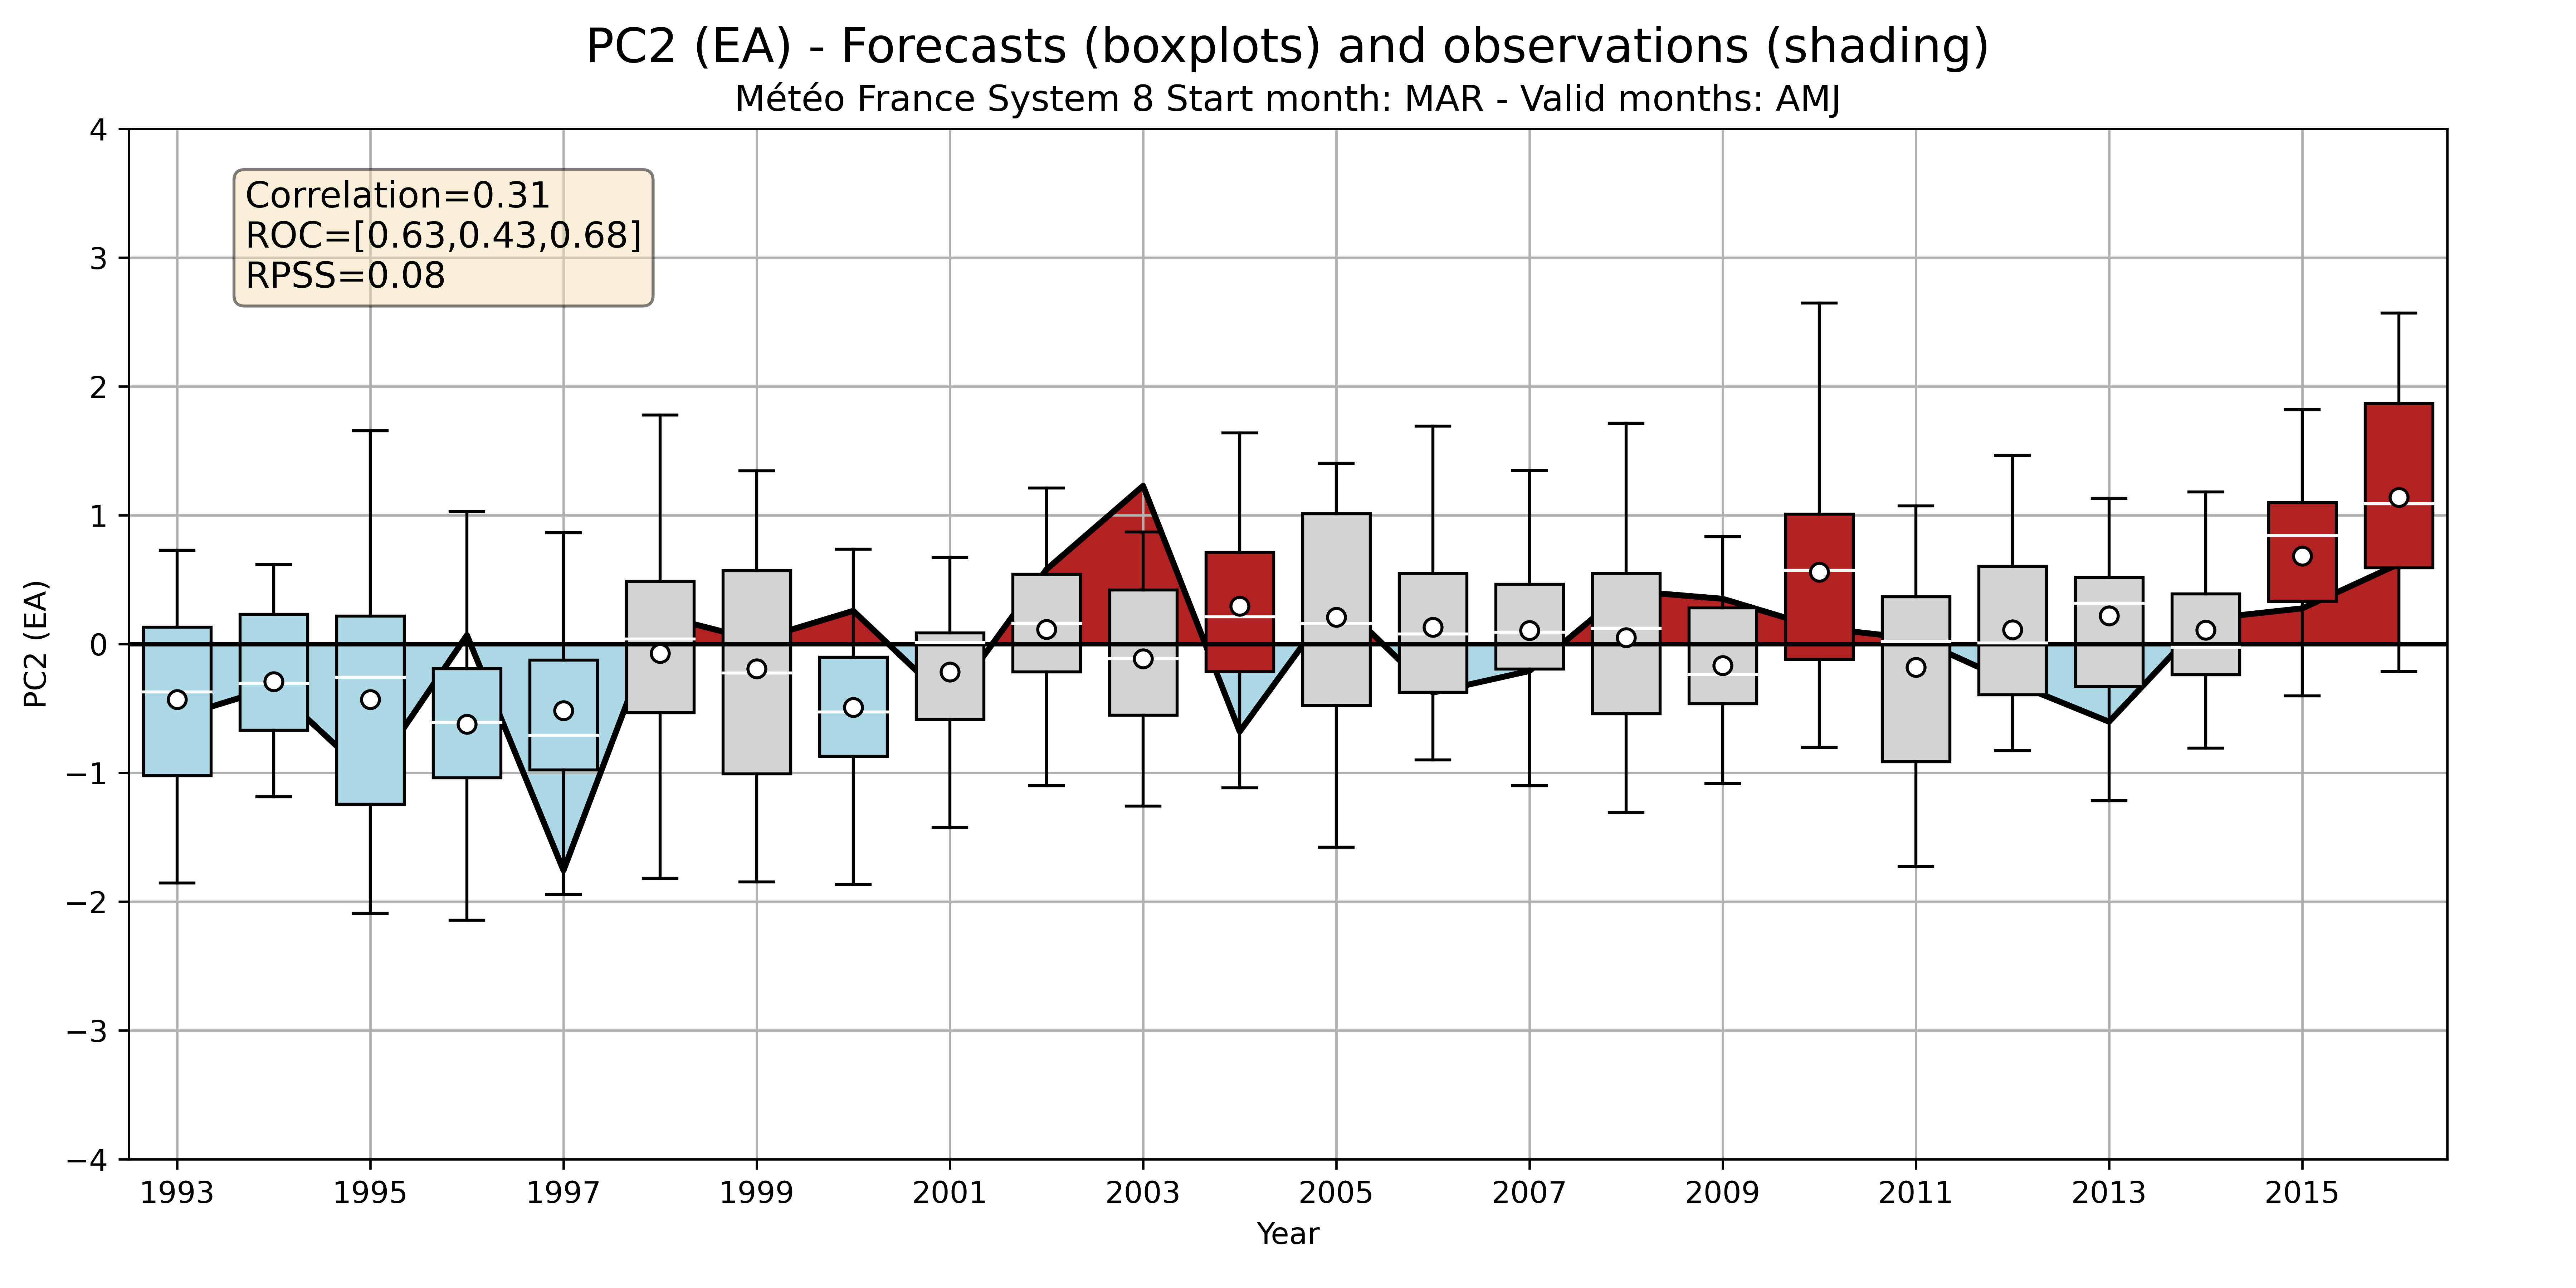 PC2 (EA) - Forecasts (boxplots) and observations (shading)
Météo France System 8 Start month: MAR - Valid months: AMJ
Correlation=0.31
ROC=[0.63,0.43,0.68]
RPSS=0.08
PC2 (EA)
4
3
2
1
0
−1
−2
−3
−4
1993 1995 1997 1999 2001 2003 2005 2007 2009 2011 2013 2015
Year